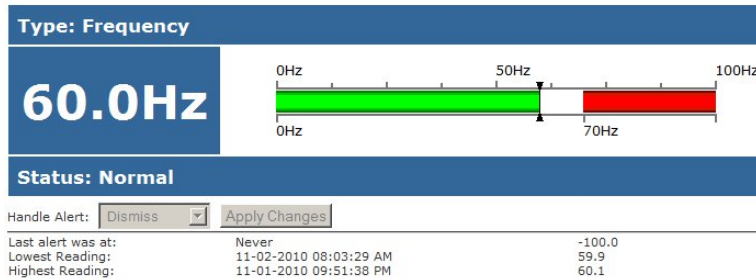 Type: Frequency
60.0Hz
0Hz 50Hz 100Hz
0Hz 70Hz
Status: Normal
Handle Alert: Dismiss Apply Changes
Last alert was at: Never -100.0
Lowest Reading: 11-02-2010 08:03:29 AM 59.9
Highest Reading: 11-01-2010 09:51:38 PM 60.1